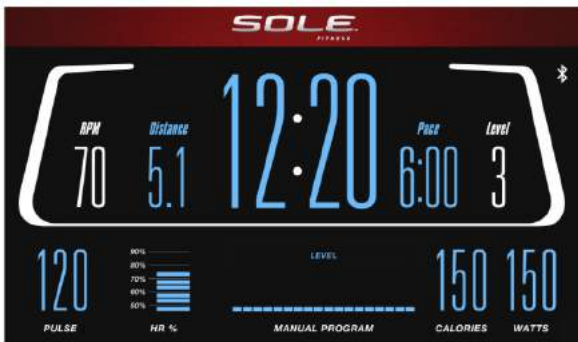 SOLE
FITNESS
12:20
RPM
Distance
Pace
Level
70
5.1
6:00
3
120
90%
80%
70%
60%
50%
LEVEL
150
150
PULSE
HR %
MANUAL PROGRAM
CALORIES
WATTS